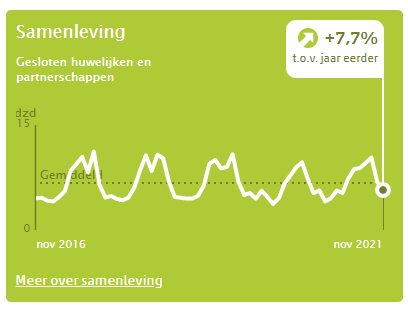 Samenleving
+7,7%
t.o.v. jaar eerder
Gesloten huwelijken en
partnerschappen
dzd
15
Gemiddeld
0
nov 2016
nov 2021
Meer over samenleving